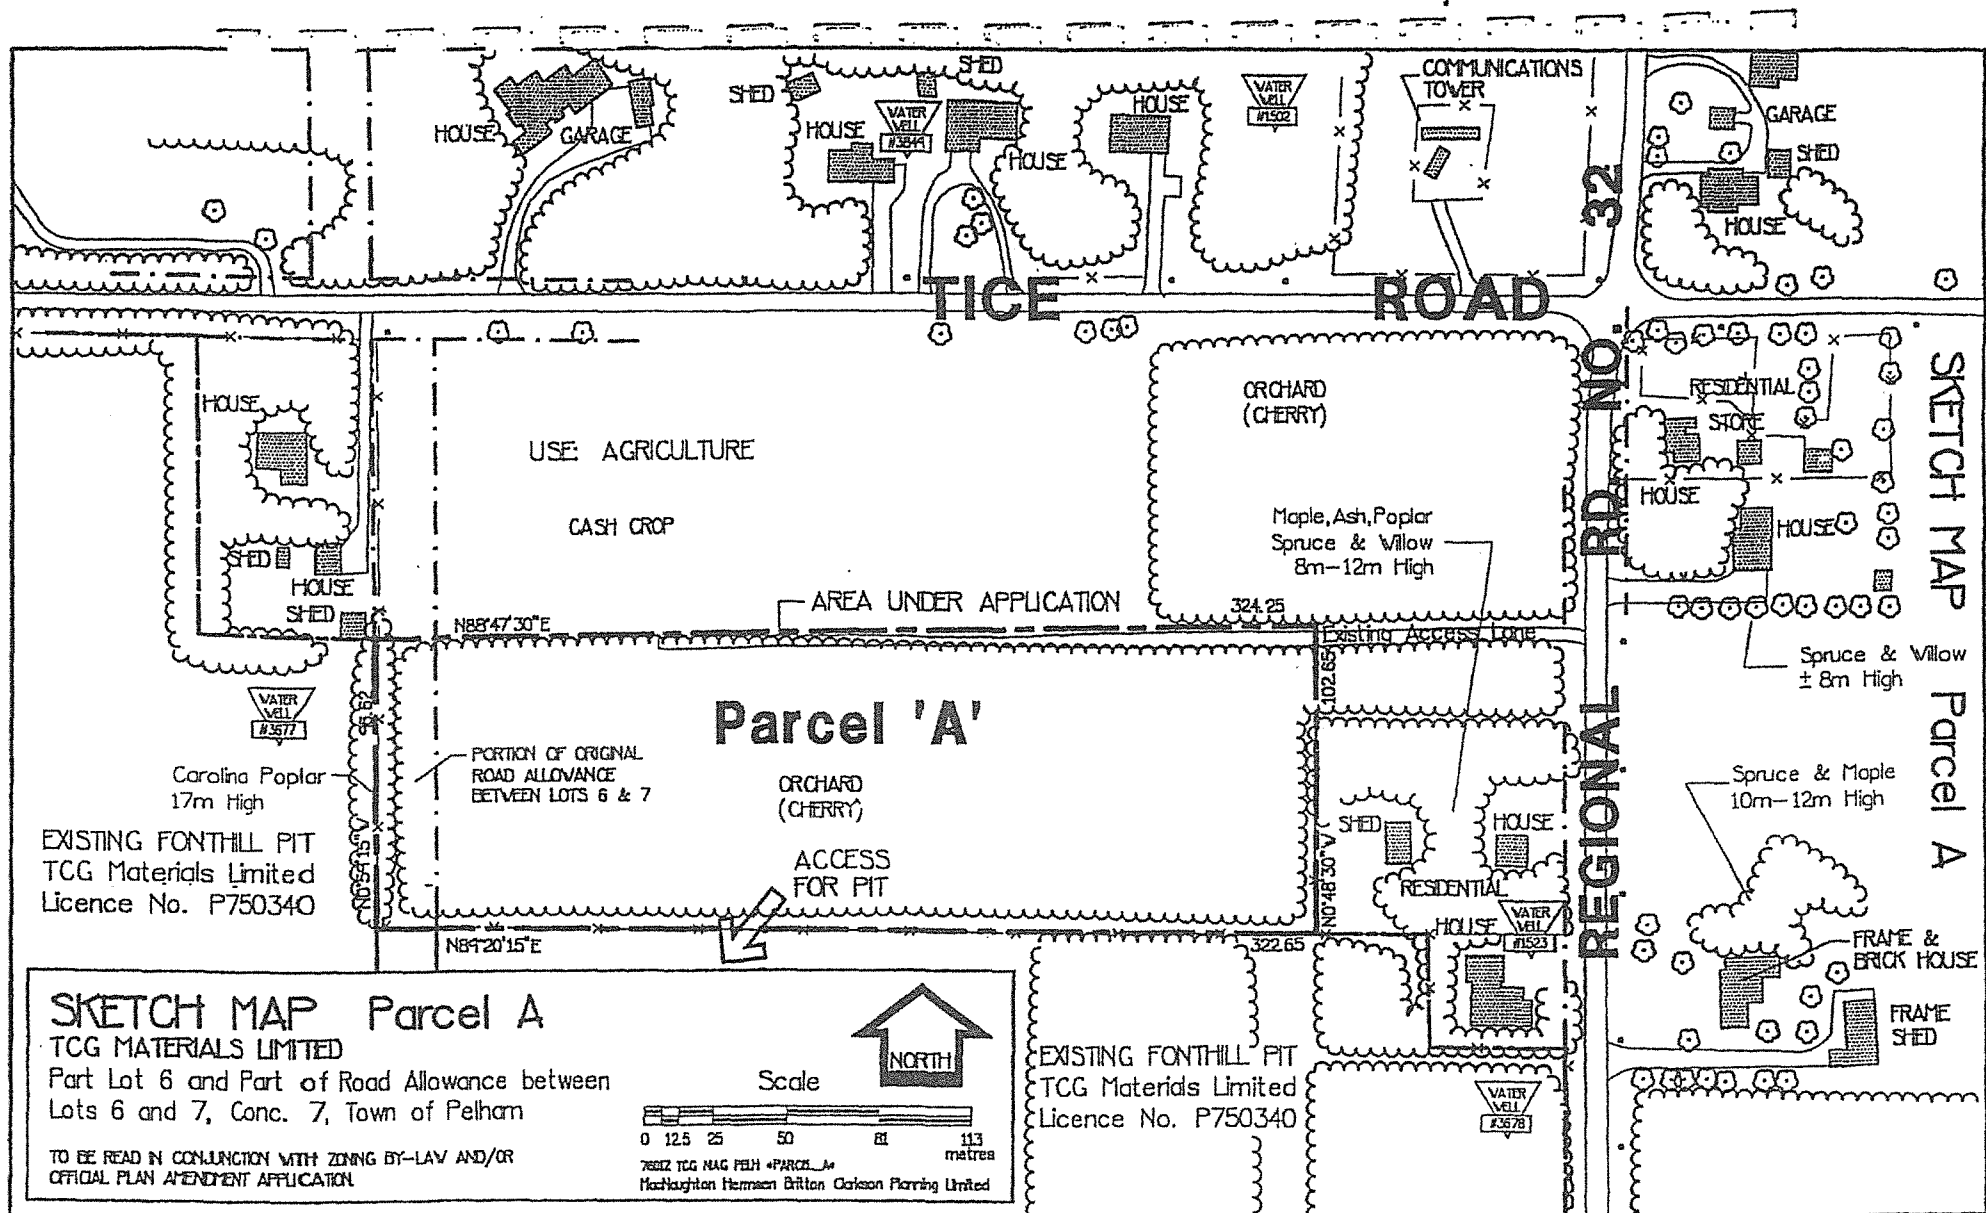 SHED
SHED
COMMUNICATIONS
TOWER
WATER
WELL
#1502
HOUSE
GARAGE
HOUSE
WATER
WELL
HOUSE
HOUSE
GARAGE
SHED
HOUSE
32
TICE ROAD
REGIONAL RD. NO.
HOUSE
USE: AGRICULTURE
CASH CROP
ORCHARD
(CHERRY)
RESIDENTIAL
STORE
HOUSE
HOUSE
Maple, Ash, Poplar
Spruce & Willow
8m-12m High
SHED
HOUSE
SHED
N88°47'30"E
AREA UNDER APPLICATION
324.25
Existing Access Lane
102.65
Spruce & Willow
± 8m High
SKETCH MAP Parcel A
WATER
WELL
#3677
Parcel 'A'
PORTION OF ORIGINAL
ROAD ALLOWANCE
BETWEEN LOTS 6 & 7
ORCHARD
(CHERRY)
Carolina Poplar
17m High
Spruce & Maple
10m-12m High
EXISTING FONTHILL PIT
TCG Materials Limited
Licence No. P750340
ACCESS
FOR PIT
SHED
HOUSE
RESIDENTIAL
N0°48'30"W
HOUSE
WATER
WELL
#1523
N89°20'15"E
322.65
FRAME &
BRICK HOUSE
FRAME
SHED
EXISTING FONTHILL PIT
TCG Materials Limited
Licence No. P750340
WATER
WELL
#3678
SKETCH MAP Parcel A
TCG MATERIALS LIMITED
Part Lot 6 and Part of Road Allowance between
Lots 6 and 7, Conc. 7, Town of Pelham
TO BE READ IN CONJUNCTION WITH ZONING BY-LAW AND/OR
OFFICIAL PLAN AMENDMENT APPLICATION.
NORTH
Scale
0 12.5 25 50 81 113
metres
MacNaughton Hermsen Britton Clarkson Planning Limited